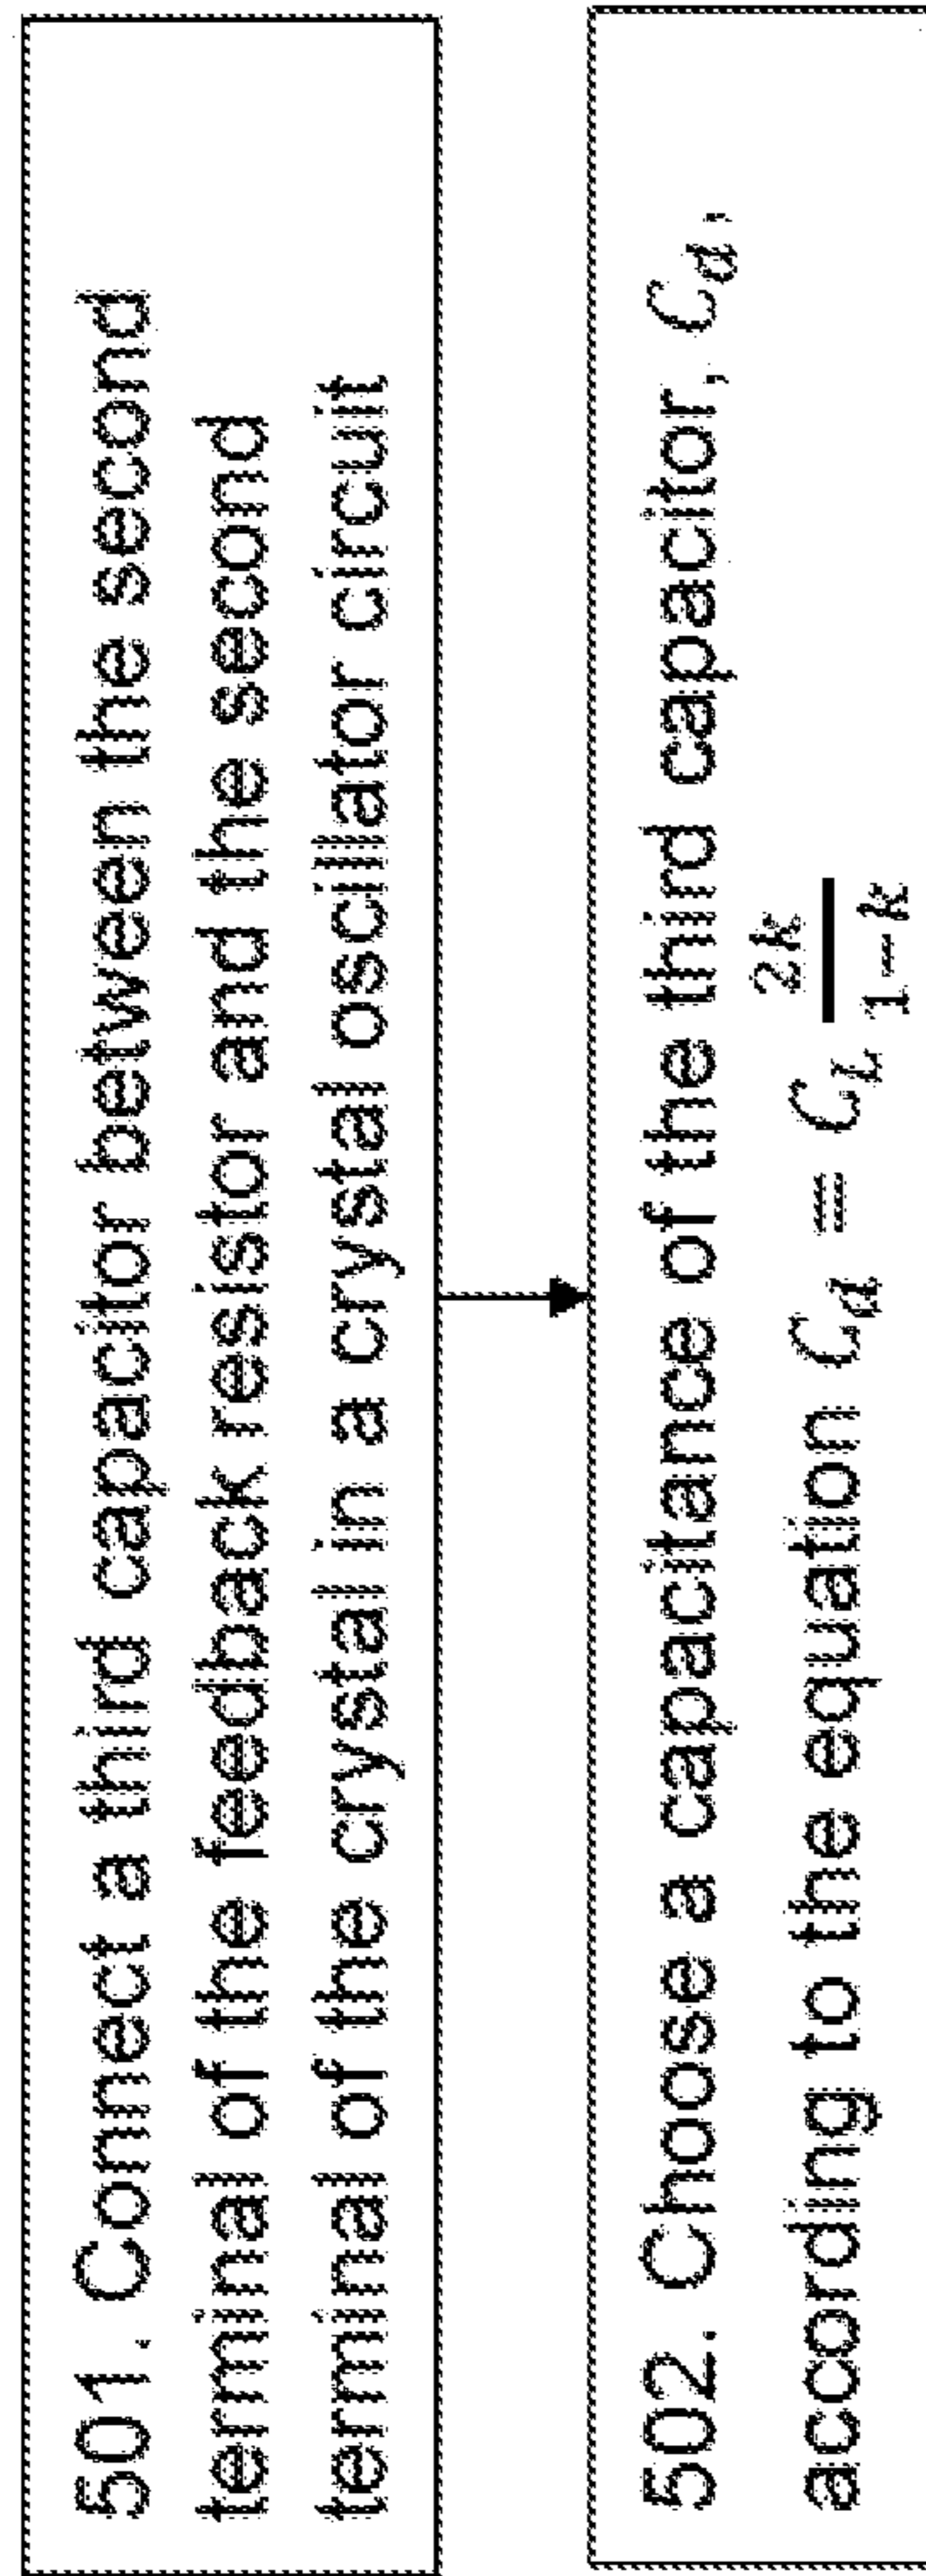 501. Connect a third capacitor between the second
terminal of the feedback resistor and the second
terminal of the crystal in a crystal oscillator circuit
502. Choose a capacitance of the third capacitor, C_d,
according to the equation C_d = C_L \frac{2k}{1-k}